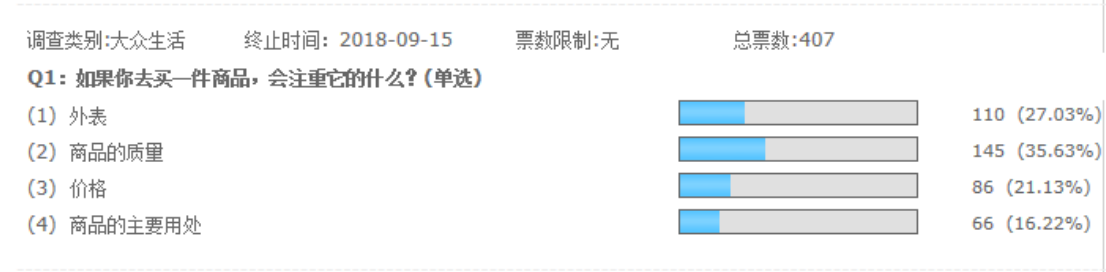 调查类别:大众生活 终止时间: 2018-09-15 票数限制:无 总票数:407
Q1: 如果你去买一件商品，会注重它的什么? (单选)
(1) 外表 110 (27.03%)
(2) 商品的质量 145 (35.63%)
(3) 价格 86 (21.13%)
(4) 商品的主要用处 66 (16.22%)